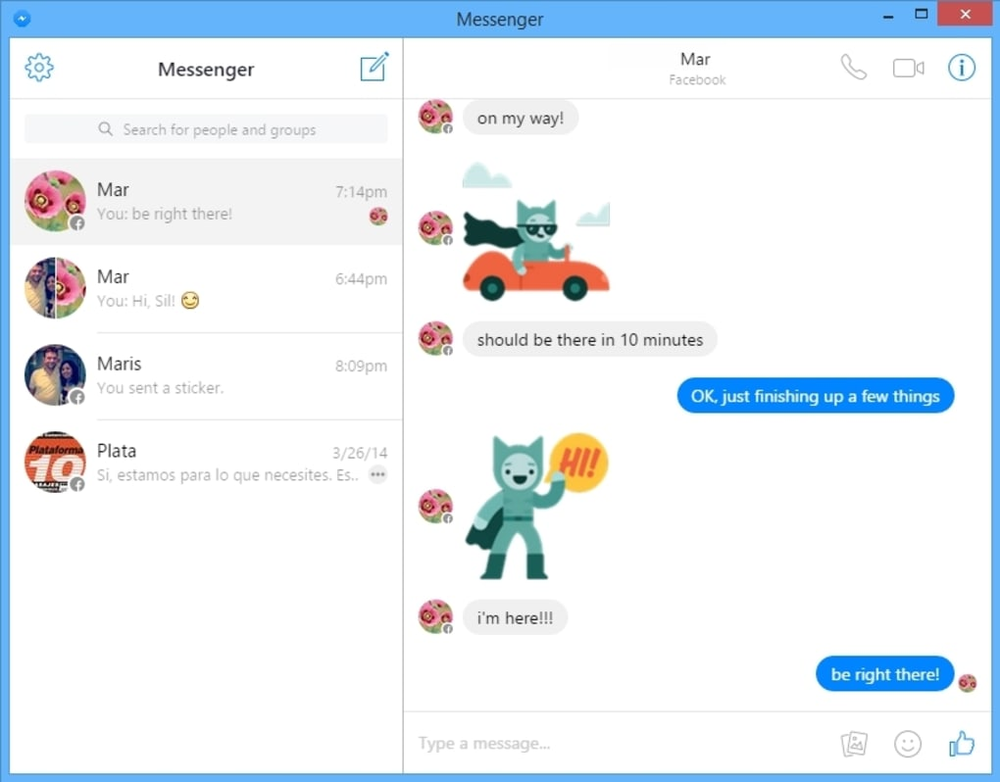 Messenger
Messenger
Search for people and groups
Mar
7:14pm
You: be right there!
Mar
6:44pm
You: Hi, Sil! 😊
Maris
8:09pm
You sent a sticker.
Plataforma
10
Plata
3/26/14
Si, estamos para lo que necesites. Es..
Mar
Facebook
on my way!
should be there in 10 minutes
OK, just finishing up a few things
HI!
i'm here!!!
be right there!
Type a message...